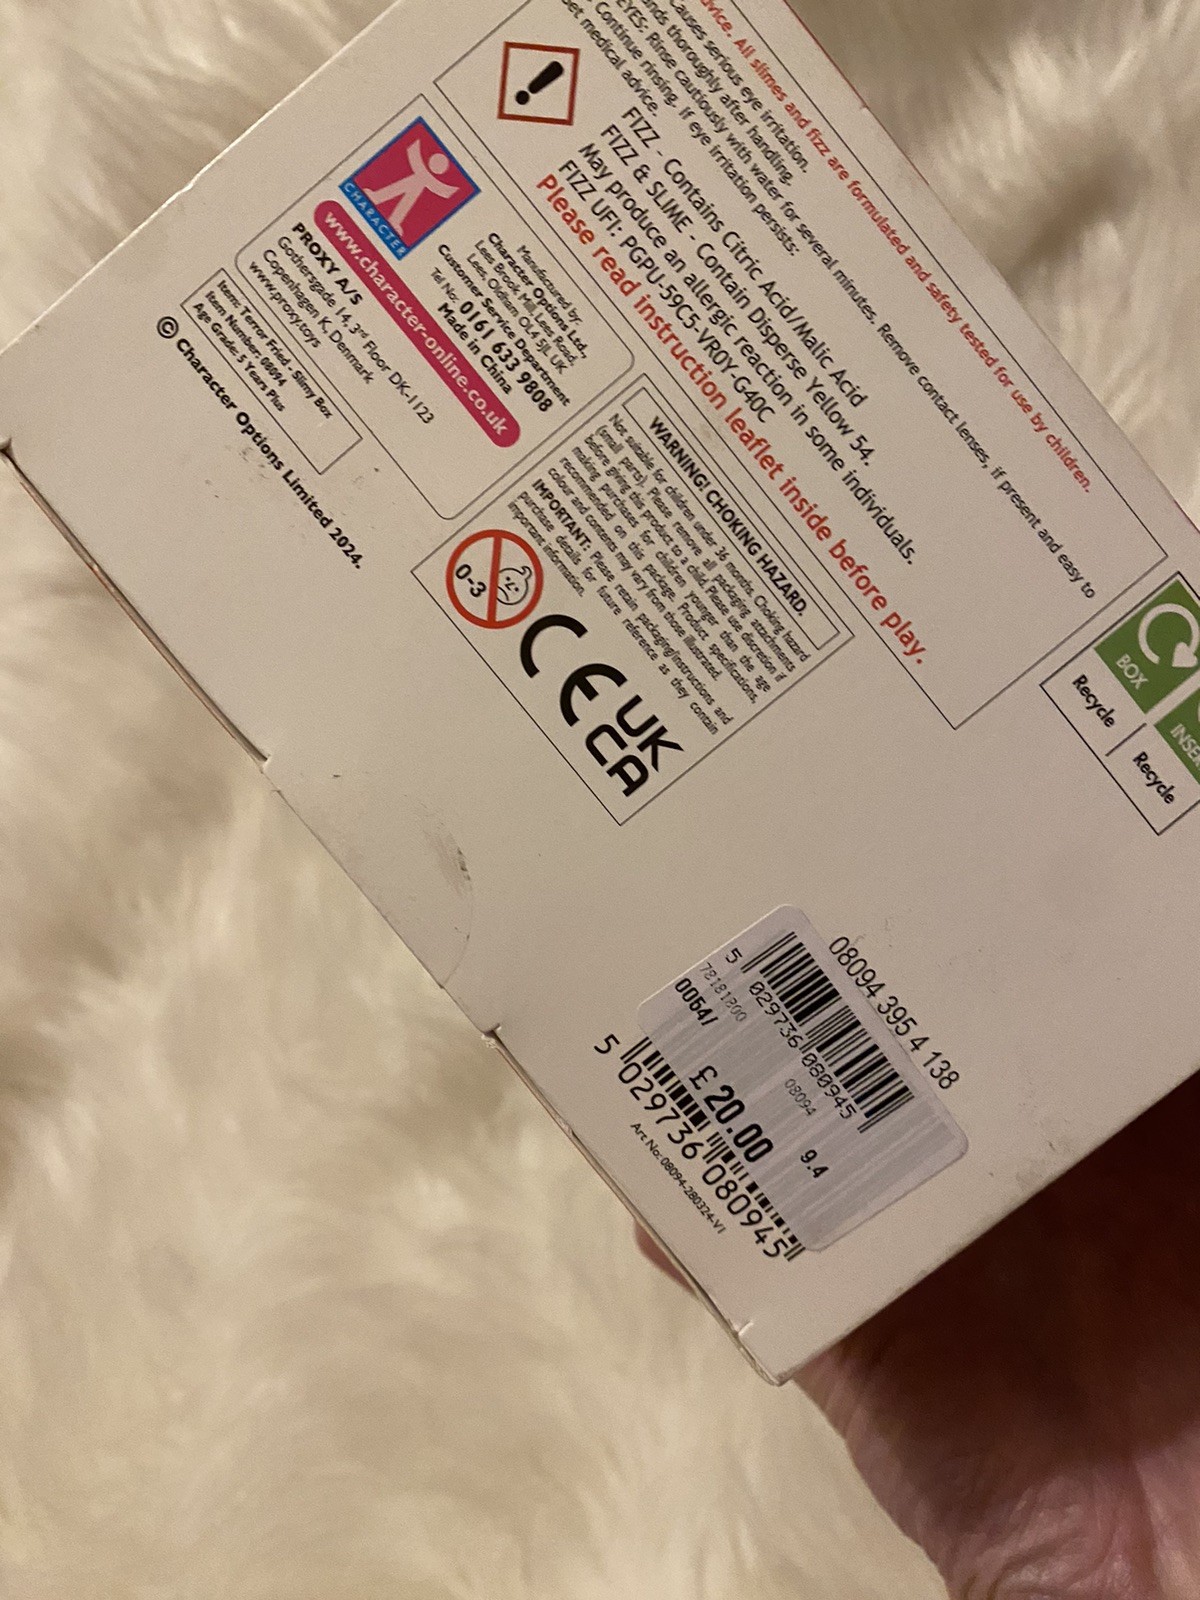 vice. All slimes and fizz are formulated and safety tested for use by children.
Causes serious eye irritation.
ands thoroughly after handling.
EYES: Rinse cautiously with water for several minutes. Remove contact lenses, if present and easy to
Continue rinsing. If eye irritation persists:
get medical advice.
FIZZ - Contains Citric Acid/Malic Acid
FIZZ & SLIME - Contain Disperse Yellow 54.
May produce an allergic reaction in some individuals.
FIZZ UFI: PGPU-59C5-VR0Y-G40C
Please read instruction leaflet inside before play.
CHARACTER
Manufactured by:
Character Options Ltd.,
Lees Brook Mill, Lees Road,
Lees, Oldham OL4 5JL UK
Customer Service Department
Tel No: 0161 633 9808
Made in China
www.character-online.co.uk
PROXY A/S
Gothersgade 14, 3rd Floor DK-1123
Copenhagen K, Denmark
www.proxy.toys
Item: Terror Fried - Slimy Box
Item Number: 08094
Age Grade: 5 Years Plus
© Character Options Limited 2024.
WARNING! CHOKING HAZARD.
Not suitable for children under 36 months. Choking hazard
(small parts). Please remove all packaging attachments
before giving this product to a child. Please use discretion if
making purchases for children younger than the age
recommended on this package. Product specifications,
colour and contents may vary from those illustrated.
IMPORTANT: Please retain packaging/instructions and
purchase details for future reference as they contain
important information.
0-3
CE
UK
CA
BOX
INSER
Recycle
Recycle
08094 395 4 138
5 029736 080945
78181800
08094
0064/
9.4
£20.00
5 029736 080945
Art No: 08094-280324-V1